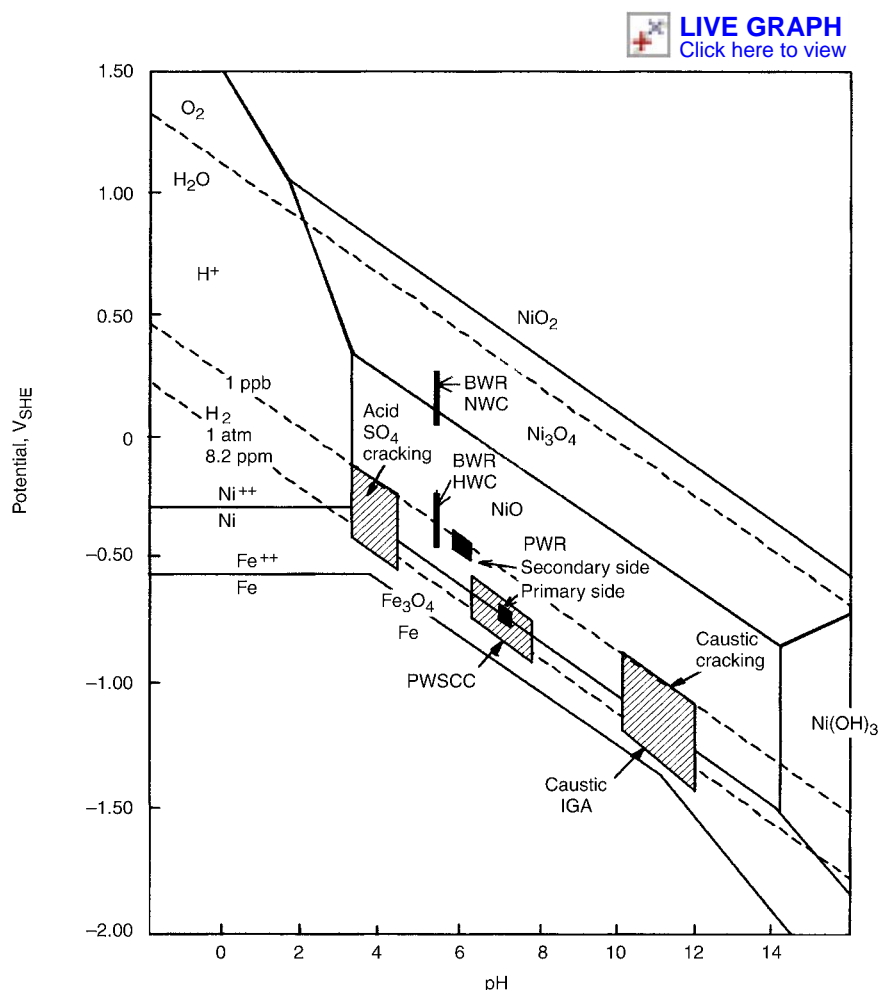 LIVE GRAPH
Click here to view
1.50
1.00
0.50
0
−0.50
−1.00
−1.50
−2.00
Potential, V_SHE
O₂
H₂O
H⁺
1 ppb
H₂
1 atm
8.2 ppm
Ni⁺⁺
Ni
Fe⁺⁺
Fe
Acid
SO₄
cracking
BWR
NWC
BWR
HWC
NiO₂
Ni₃O₄
NiO
PWR
Secondary side
Primary side
Fe₃O₄
Fe
PWSCC
Caustic
cracking
Caustic
IGA
Ni(OH)₃
0 2 4 6 8 10 12 14
pH